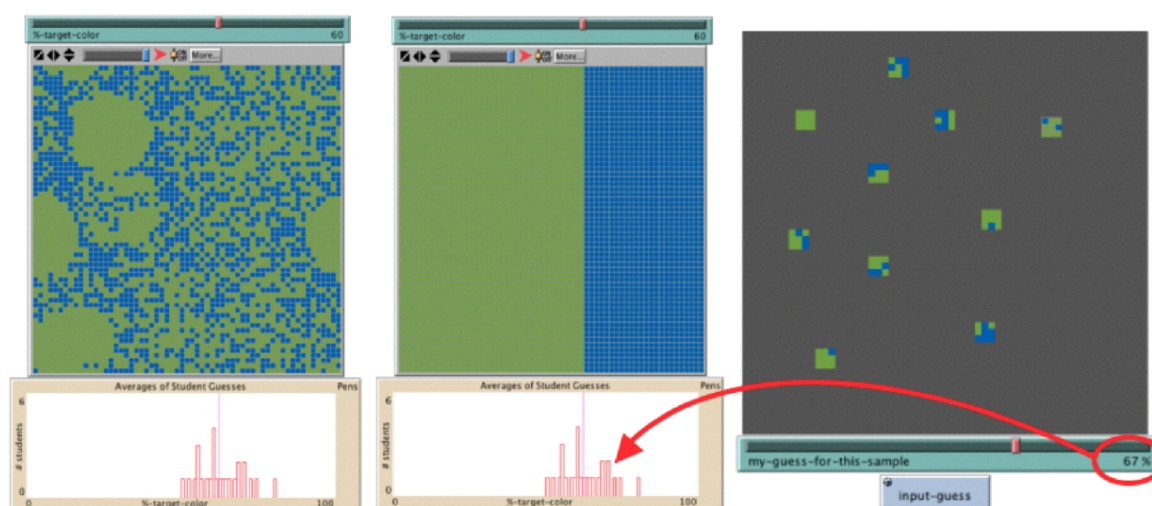 %-target-color 60
More...
Averages of Student Guesses Pens
6
# students
0
0 %-target-color 100
%-target-color 60
More...
Averages of Student Guesses Pens
6
# students
0
0 %-target-color 100
my-guess-for-this-sample 67 %
input-guess